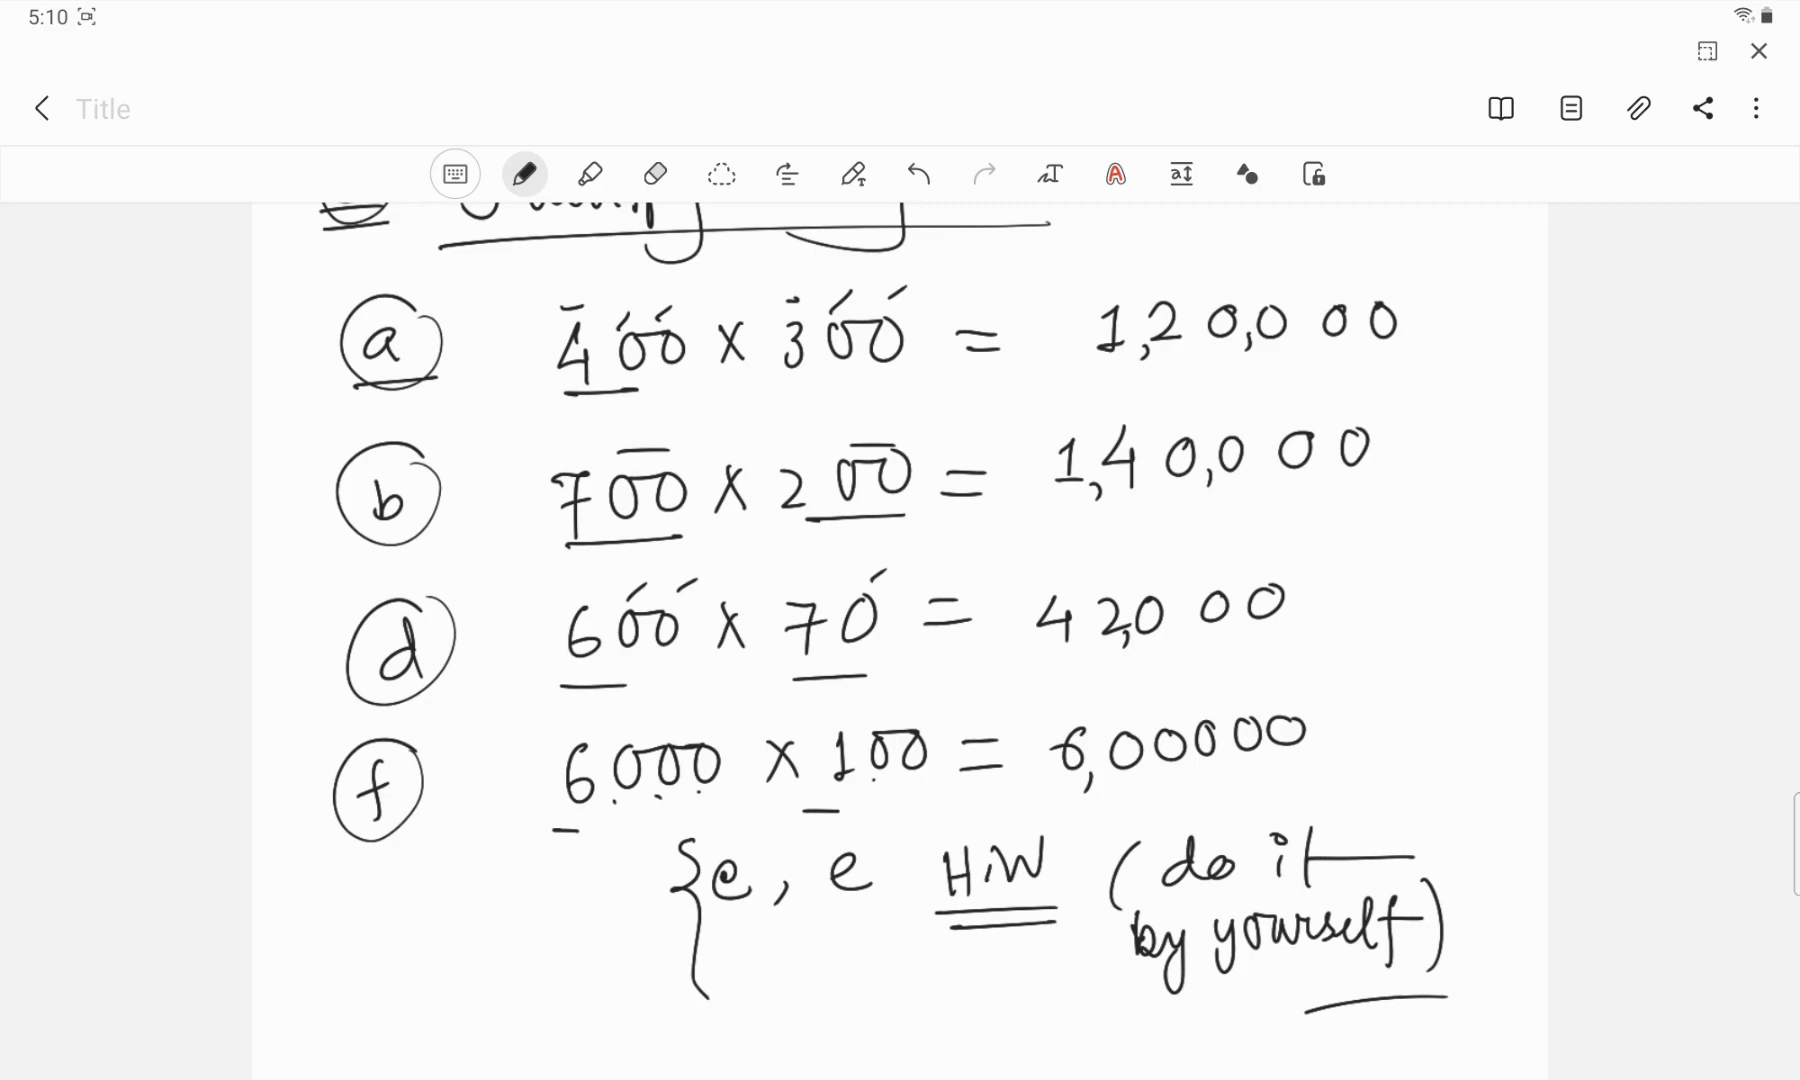 5:10
Title
a 400 x 300 = 1,20,000
b 700 x 200 = 1,40,000
d 600 x 70 = 42,000
f 6000 x 100 = 6,00000
{e, e H.W (do it
by yourself)